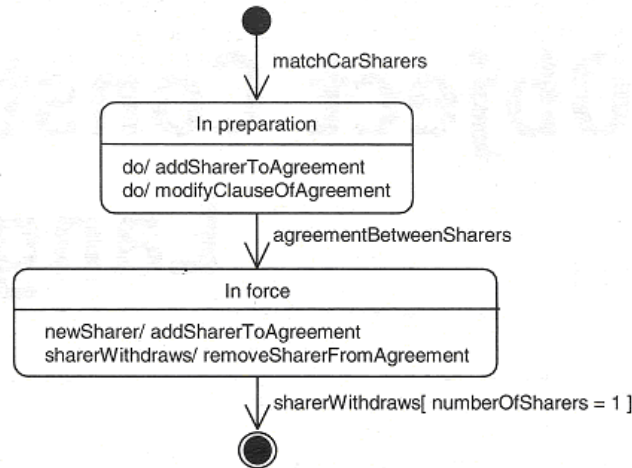 matchCarSharers
In preparation
do/ addSharerToAgreement
do/ modifyClauseOfAgreement
agreementBetweenSharers
In force
newSharer/ addSharerToAgreement
sharerWithdraws/ removeSharerFromAgreement
sharerWithdraws[ numberOfSharers = 1 ]